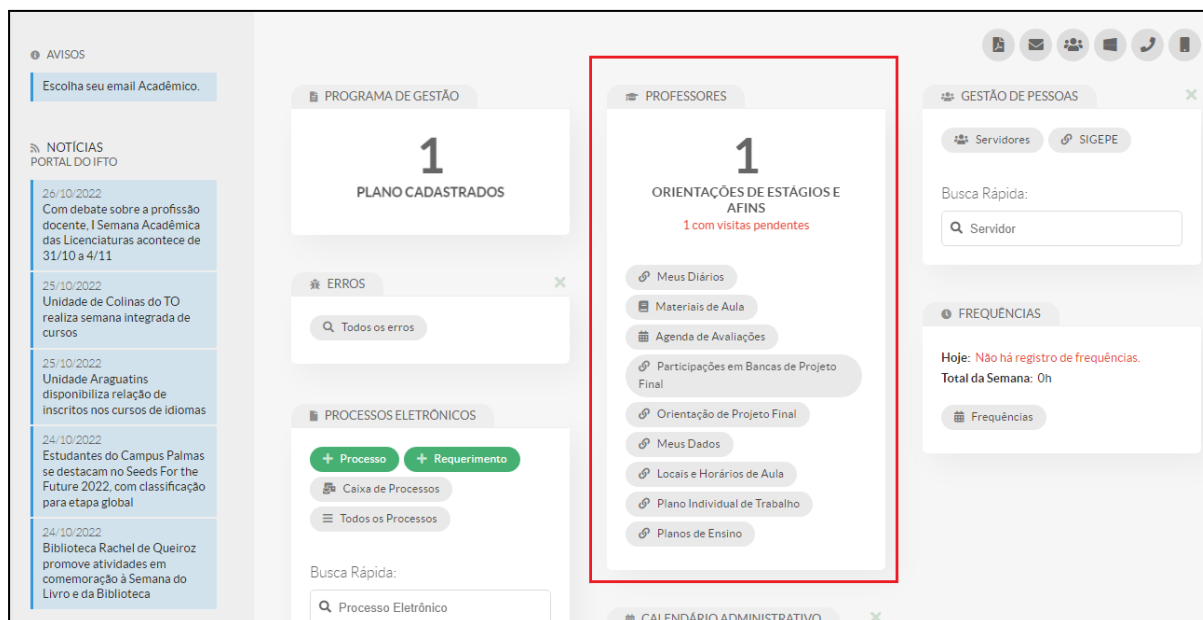 AVISOS
Escolha seu email Acadêmico.
NOTÍCIAS
PORTAL DO IFTO
26/10/2022
Com debate sobre a profissão
docente, I Semana Acadêmica
das Licenciaturas acontece de
31/10 a 4/11
25/10/2022
Unidade de Colinas do TO
realiza semana integrada de
cursos
25/10/2022
Unidade Araguatins
disponibiliza relação de
inscritos nos cursos de idiomas
24/10/2022
Estudantes do Campus Palmas
se destacam no Seeds For the
Future 2022, com classificação
para etapa global
24/10/2022
Biblioteca Rachel de Queiroz
promove atividades em
comemoração à Semana do
Livro e da Biblioteca
PROGRAMA DE GESTÃO
1
PLANO CADASTRADOS
ERROS
Todos os erros
PROCESSOS ELETRÔNICOS
+ Processo
+ Requerimento
Caixa de Processos
Todos os Processos
Busca Rápida:
Processo Eletrônico
PROFESSORES
1
ORIENTAÇÕES DE ESTÁGIOS E
AFINS
1 com visitas pendentes
Meus Diários
Materiais de Aula
Agenda de Avaliações
Participações em Bancas de Projeto
Final
Orientação de Projeto Final
Meus Dados
Locais e Horários de Aula
Plano Individual de Trabalho
Planos de Ensino
CALENDÁRIO ADMINISTRATIVO
GESTÃO DE PESSOAS
Servidores
SIGEPE
Busca Rápida:
Servidor
FREQUÊNCIAS
Hoje: Não há registro de frequências.
Total da Semana: 0h
Frequências